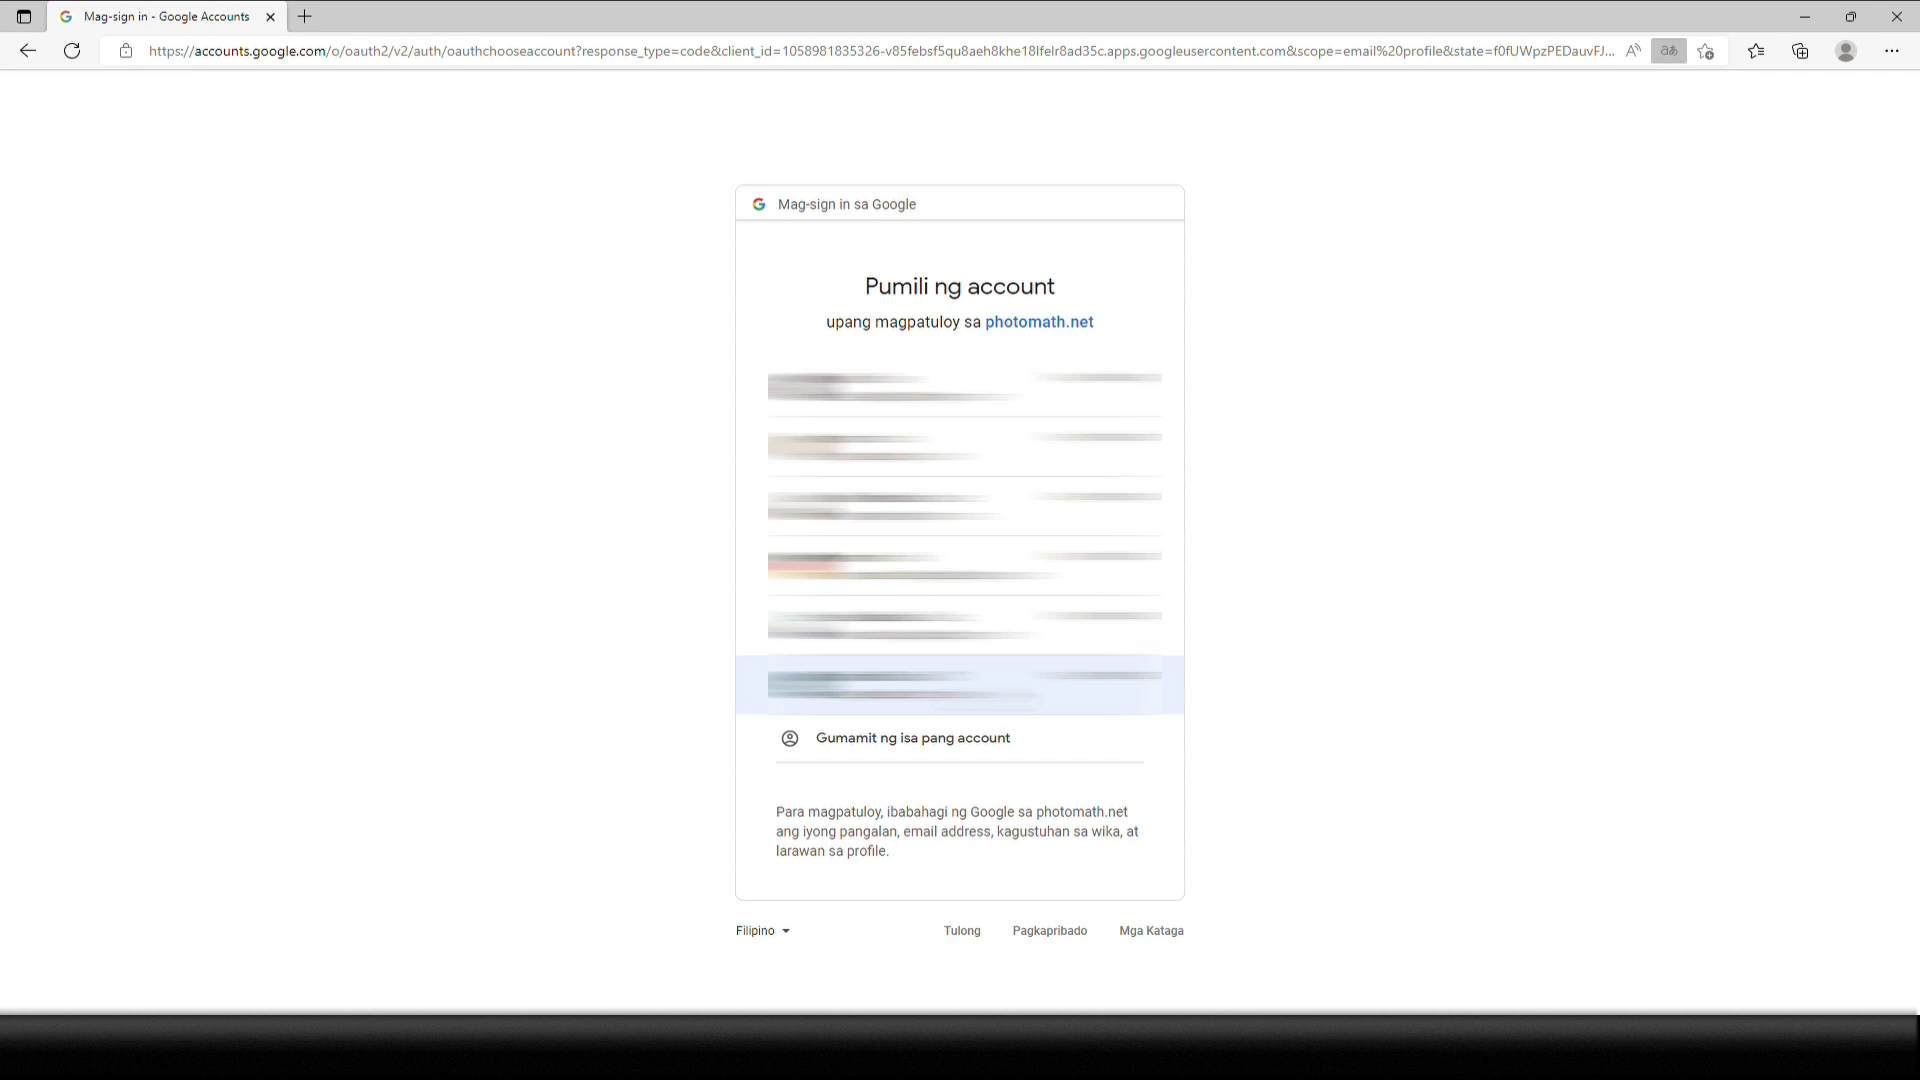 Mag-sign in - Google Accounts
https://accounts.google.com/o/oauth2/v2/auth/oauthchooseaccount?response_type=code&client_id=1058981835326-v85febsf5qu8aeh8khe18lfelr8ad35c.apps.googleusercontent.com&scope=email%20profile&state=f0fUWpzPEDauvFJ...
Mag-sign in sa Google
Pumili ng account
upang magpatuloy sa photomath.net
Gumamit ng isa pang account
Para magpatuloy, ibabahagi ng Google sa photomath.net
ang iyong pangalan, email address, kagustuhan sa wika, at
larawan sa profile.
Filipino Tulong Pagkapribado Mga Kataga